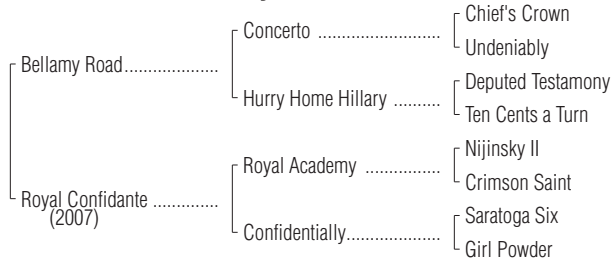 Chief's Crown
Concerto ........................
Undeniably
Bellamy Road...................
Deputed Testamony
Hurry Home Hillary ..........
Ten Cents a Turn
Nijinsky II
Royal Academy ...............
Crimson Saint
Royal Confidante .............
(2007)
Saratoga Six
Confidentially...................
Girl Powder